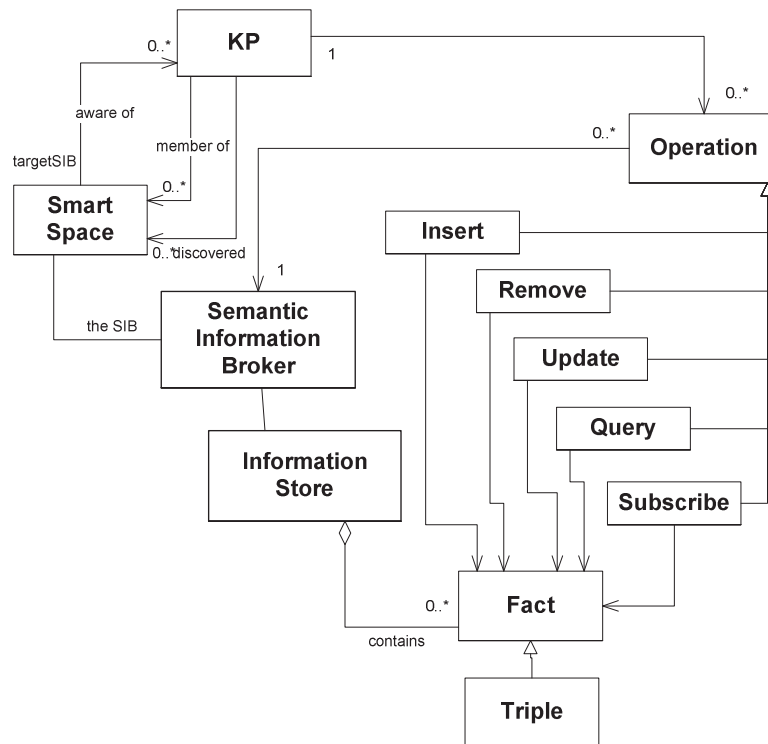 KP
0..*
1
aware of
0..*
member of
0..*
Operation
targetSIB
0..*
Smart
Space
Insert
0..*
discovered
1
Remove
Semantic
Information
Broker
the SIB
Update
Query
Information
Store
Subscribe
0..*
Fact
contains
Triple